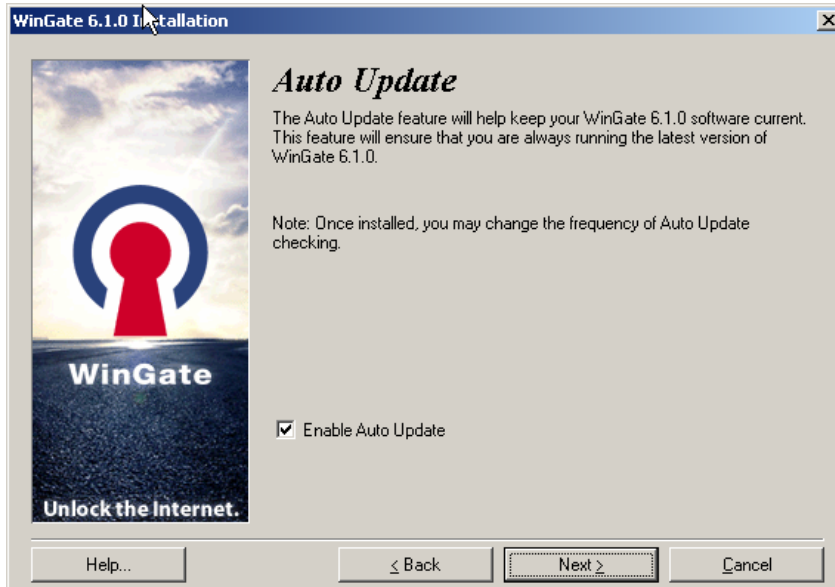 WinGate 6.1.0 Installation
Auto Update
The Auto Update feature will help keep your WinGate 6.1.0 software current.
This feature will ensure that you are always running the latest version of
WinGate 6.1.0.
Note: Once installed, you may change the frequency of Auto Update
checking.
WinGate
Enable Auto Update
Unlock the Internet.
Help...
< Back
Next >
Cancel